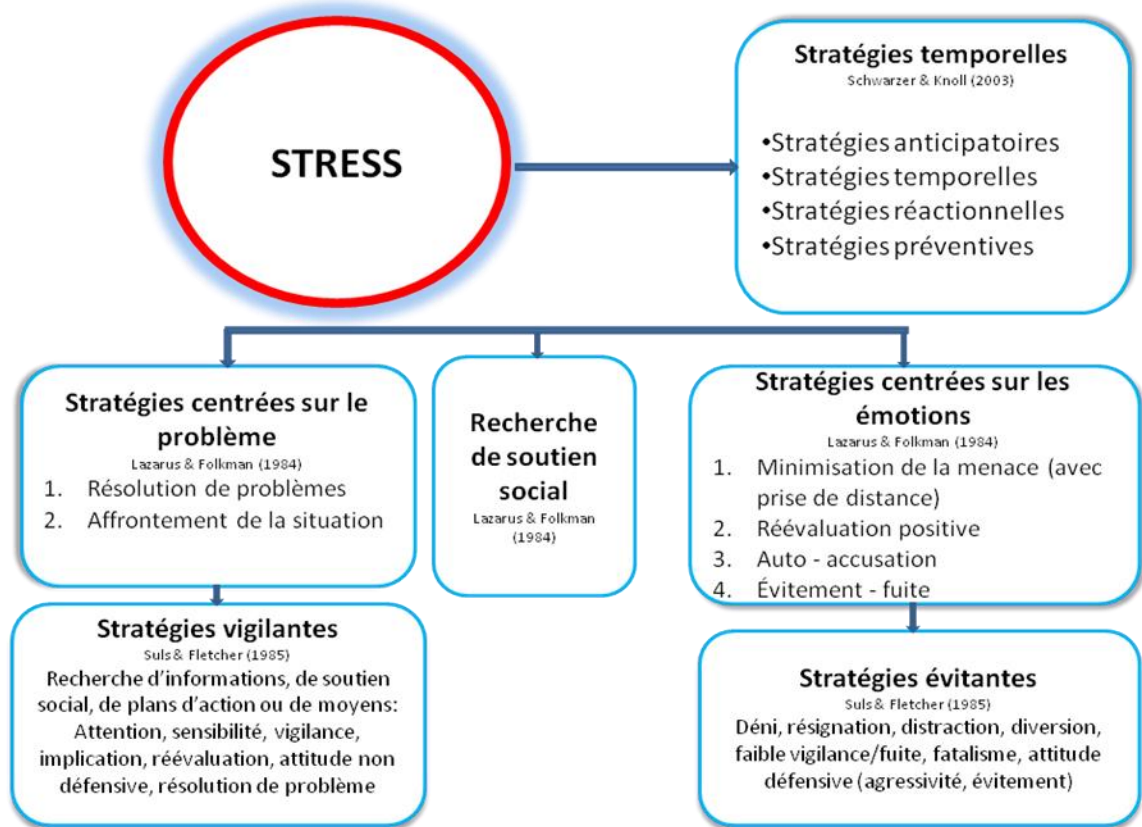 STRESS
Stratégies temporelles
Schwarzer & Knoll (2003)
•Stratégies anticipatoires
•Stratégies temporelles
•Stratégies réactionnelles
•Stratégies préventives
Stratégies centrées sur le
problème
Lazarus & Folkman (1984)
1. Résolution de problèmes
2. Affrontement de la situation
Recherche
de soutien
social
Lazarus & Folkman
(1984)
Stratégies centrées sur les
émotions
Lazarus & Folkman (1984)
1. Minimisation de la menace (avec
prise de distance)
2. Réévaluation positive
3. Auto - accusation
4. Évitement - fuite
Stratégies vigilantes
Suls & Fletcher (1985)
Recherche d'informations, de soutien
social, de plans d'action ou de moyens:
Attention, sensibilité, vigilance,
implication, réévaluation, attitude non
défensive, résolution de problème
Stratégies évitantes
Suls & Fletcher (1985)
Déni, résignation, distraction, diversion,
faible vigilance/fuite, fatalisme, attitude
défensive (agressivité, évitement)